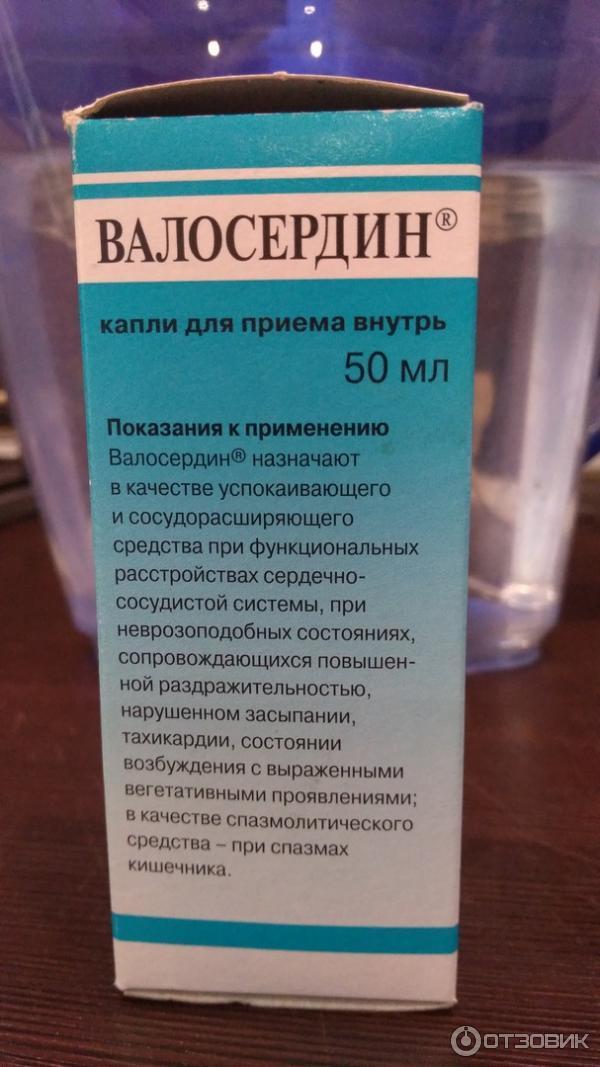 ВАЛОСЕРДИН®
капли для приема внутрь
50 мл
Показания к применению
Валосердин® назначают
в качестве успокаивающего
и сосудорасширяющего
средства при функциональных
расстройствах сердечно-
сосудистой системы, при
неврозоподобных состояниях,
сопровождающихся повышен-
ной раздражительностью,
нарушенном засыпании,
тахикардии, состоянии
возбуждения с выраженными
вегетативными проявлениями;
в качестве спазмолитического
средства – при спазмах
кишечника.
ОТЗОВИК